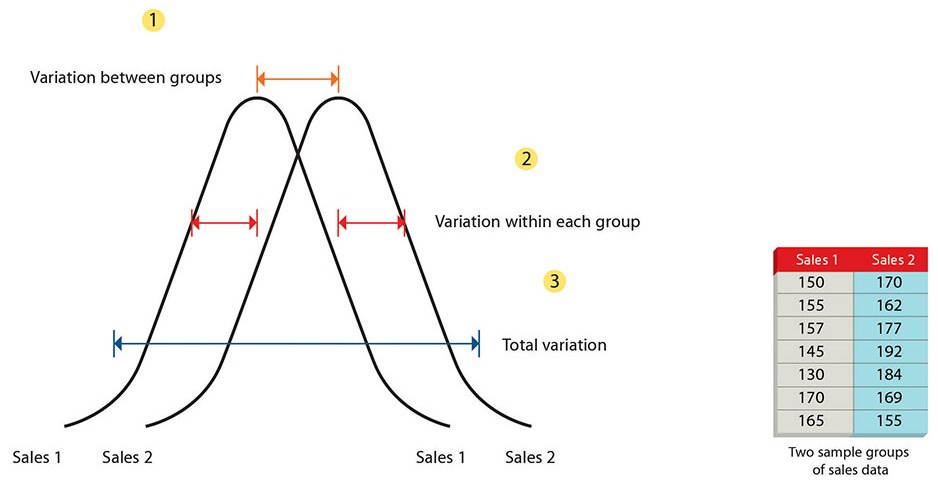 1
Variation between groups
2
Variation within each group
3
Total variation
Sales 1 Sales 2 Sales 1 Sales 2
Sales 1 Sales 2
150 170
155 162
157 177
145 192
130 184
170 169
165 155
Two sample groups
of sales data